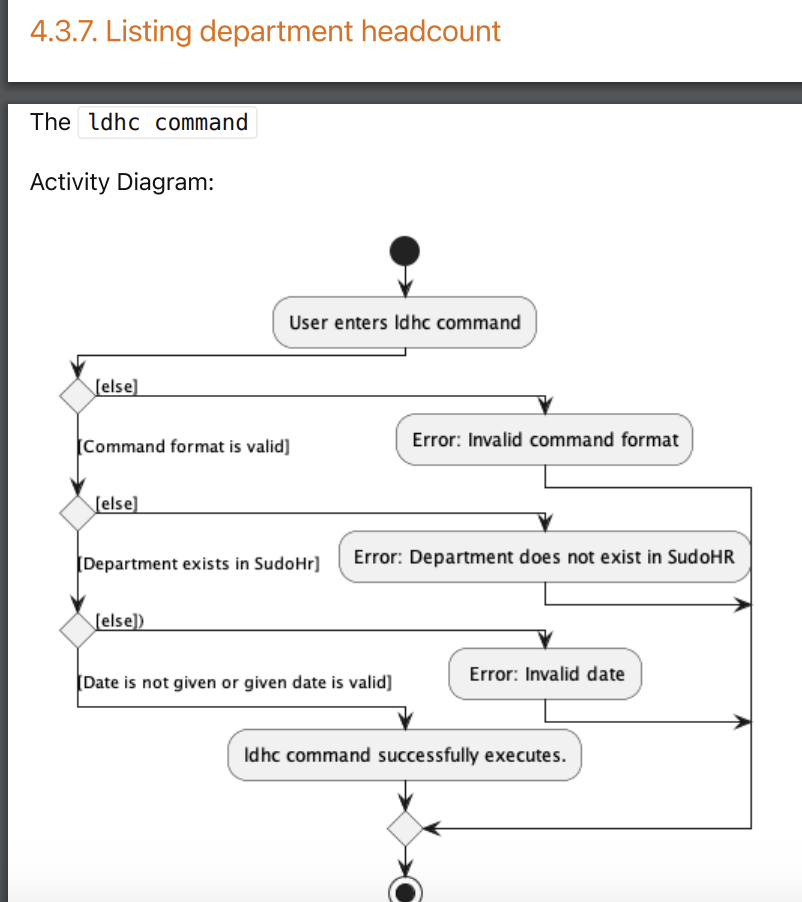 4.3.7. Listing department headcount
The ldhc command
Activity Diagram:
User enters ldhc command
[else]
[Command format is valid]
Error: Invalid command format
[else]
[Department exists in SudoHr]
Error: Department does not exist in SudoHR
[else])
[Date is not given or given date is valid]
Error: Invalid date
ldhc command successfully executes.